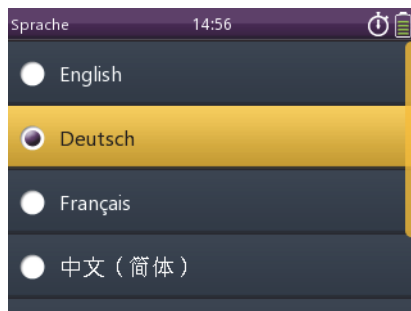 Sprache 14:56
English
Deutsch
Français
中文（简体）